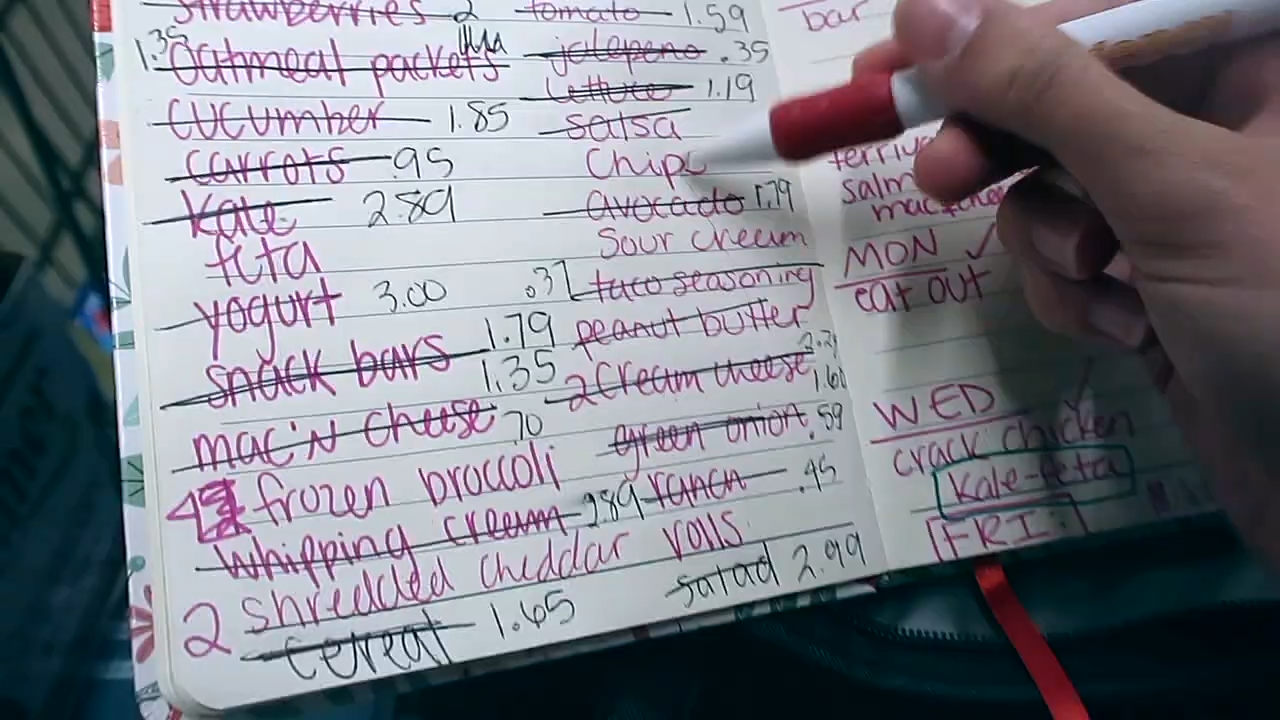 strawberries 2
1.35 Oatmeal packets
cucumber 1.85
carrots .95
Kale 2.89
feta
yogurt 3.00
snack bars 1.79
1.35
mac'N cheese .70
4 frozen broccoli
whipping cream 2.89
2 shredded cheddar
cereal 1.65
tomato 1.59
jalepeno .35
lettuce 1.19
salsa
Chips
avocado 1.79
sour cream
.37 taco seasoning
peanut butter
2 cream cheese
1.60
green onion .59
ranch .45
rolls
salad 2.99
bar
MON ✓
eat out
WED
crack chicken
Kale-feta
FRI: